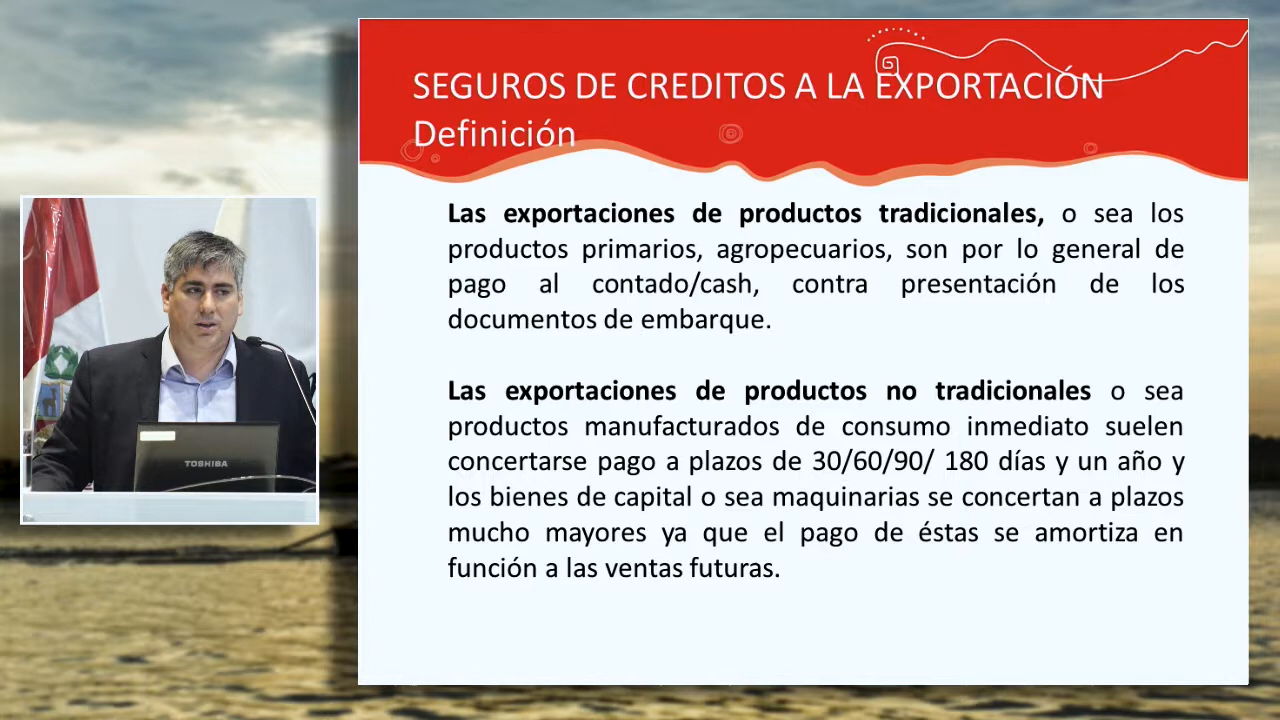 SEGUROS DE CREDITOS A LA EXPORTACIÓN
Definición
Las exportaciones de productos tradicionales, o sea los
productos primarios, agropecuarios, son por lo general de
pago al contado/cash, contra presentación de los
documentos de embarque.
Las exportaciones de productos no tradicionales o sea
productos manufacturados de consumo inmediato suelen
concertarse pago a plazos de 30/60/90/ 180 días y un año y
los bienes de capital o sea maquinarias se concertan a plazos
mucho mayores ya que el pago de éstas se amortiza en
función a las ventas futuras.
TOSHIBA